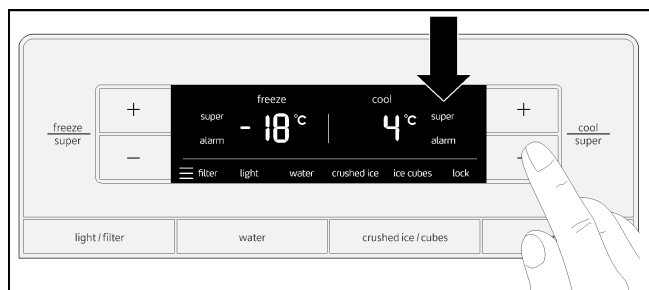 freeze
super
+
−
freeze cool
super - 18 °C 4 °C super
alarm alarm
filter light water crushed ice ice cubes lock
+
−
cool
super
light / filter water crushed ice / cubes